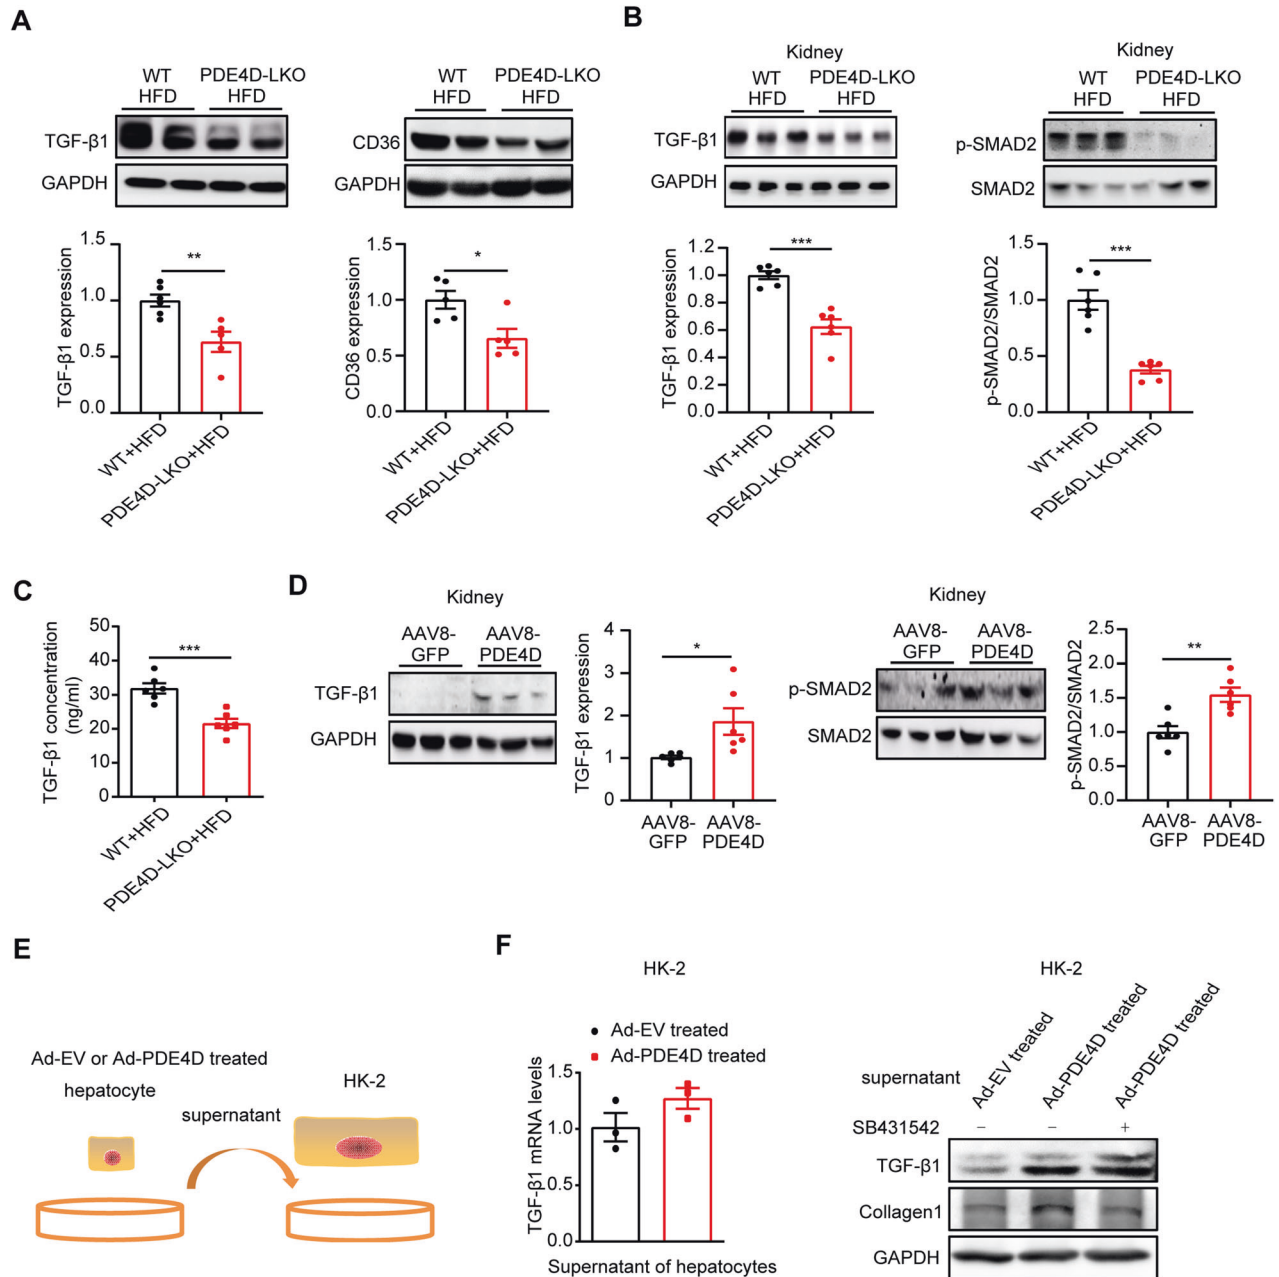 A
WT
HFD
PDE4D-LKO
HFD
TGF-β1
GAPDH
WT
HFD
PDE4D-LKO
HFD
CD36
GAPDH
TGF-β1 expression
1.5
1.0
0.5
0.0
**
WT+HFD
PDE4D-LKO+HFD
CD36 expression
1.5
1.0
0.5
0.0
*
WT+HFD
PDE4D-LKO+HFD
B
Kidney
WT
HFD
PDE4D-LKO
HFD
TGF-β1
GAPDH
Kidney
WT
HFD
PDE4D-LKO
HFD
p-SMAD2
SMAD2
TGF-β1 expression
1.2
1.0
0.8
0.6
0.4
0.2
0.0
***
WT+HFD
PDE4D-LKO+HFD
p-SMAD2/SMAD2
1.5
1.0
0.5
0.0
***
WT+HFD
PDE4D-LKO+HFD
C
TGF-β1 concentration
(ng/ml)
50
40
30
20
10
0
***
WT+HFD
PDE4D-LKO+HFD
D
Kidney
AAV8-
GFP
AAV8-
PDE4D
TGF-β1
GAPDH
TGF-β1 expression
4
3
2
1
0
*
AAV8-
GFP
AAV8-
PDE4D
Kidney
AAV8-
GFP
AAV8-
PDE4D
p-SMAD2
SMAD2
p-SMAD2/SMAD2
2.5
2.0
1.5
1.0
0.5
0.0
**
AAV8-
GFP
AAV8-
PDE4D
E
Ad-EV or Ad-PDE4D treated
hepatocyte
supernatant
HK-2
F
HK-2
Ad-EV treated
Ad-PDE4D treated
TGF-β1 mRNA levels
1.5
1.0
0.5
0.0
Supernatant of hepatocytes
HK-2
supernatant
Ad-EV treated
Ad-PDE4D treated
Ad-PDE4D treated
SB431542
− − +
TGF-β1
Collagen1
GAPDH